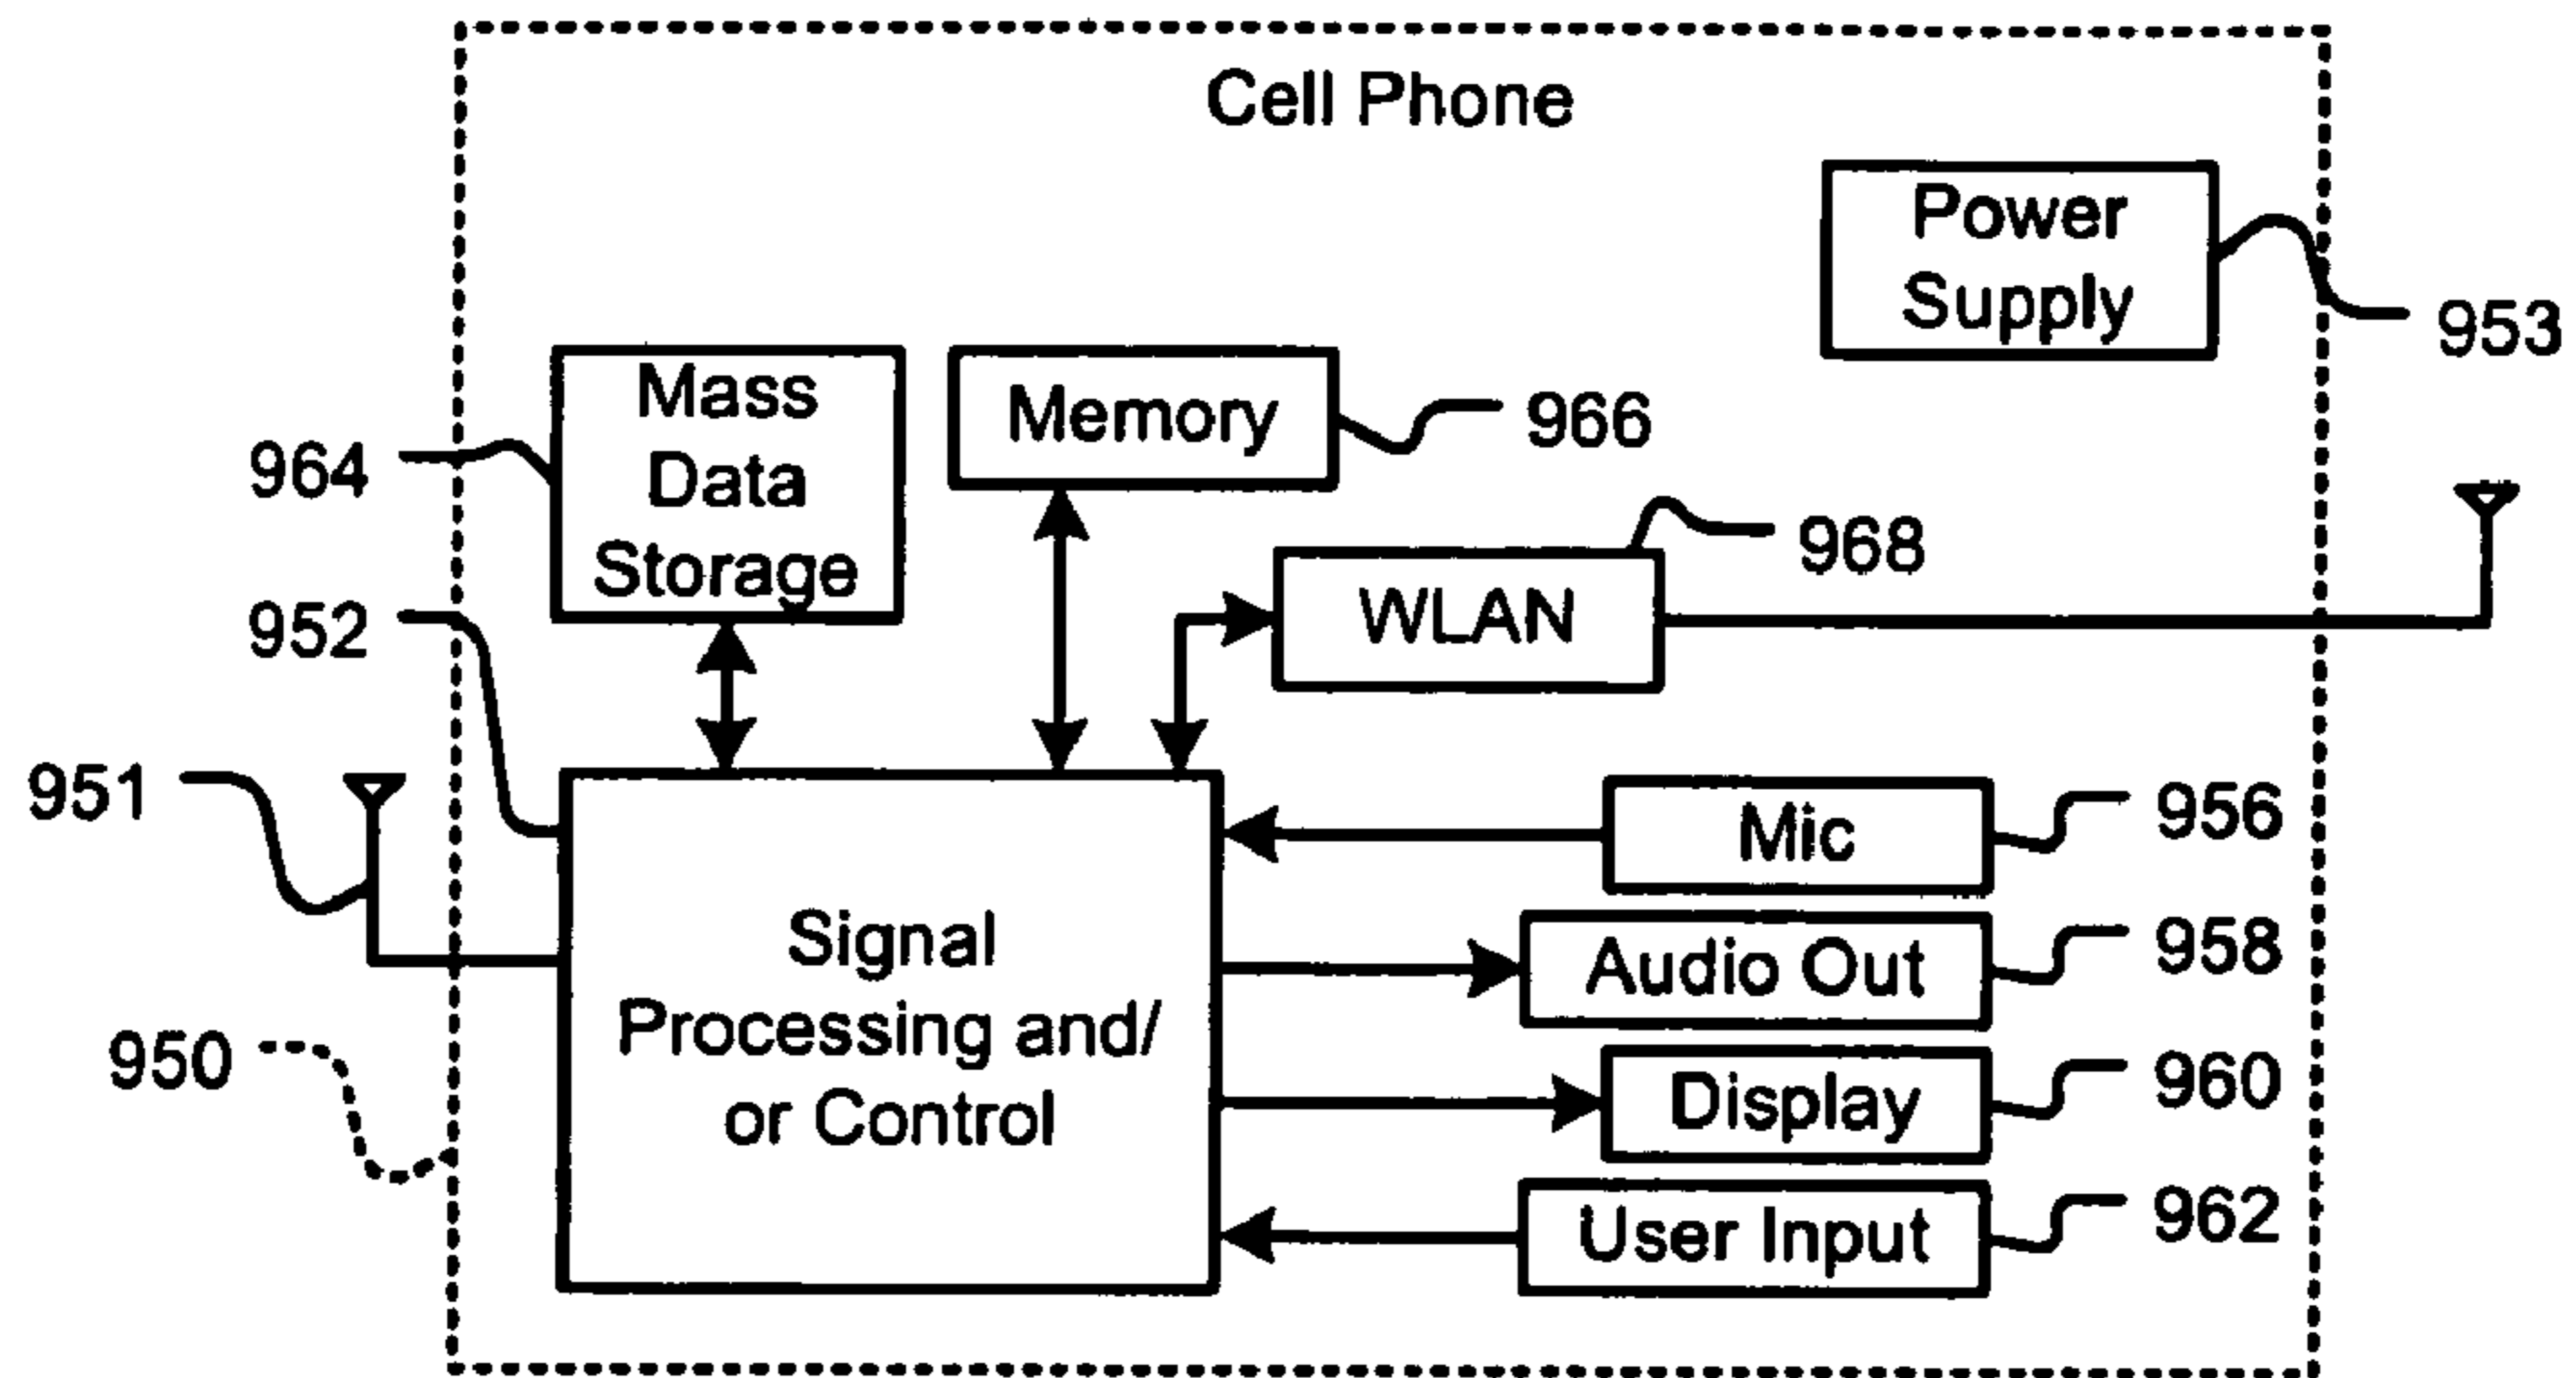 Cell Phone
Power
Supply
953
Mass
Data
Storage
964
Memory
966
WLAN
968
952
951
Signal
Processing and/
or Control
950
Mic
956
Audio Out
958
Display
960
User Input
962